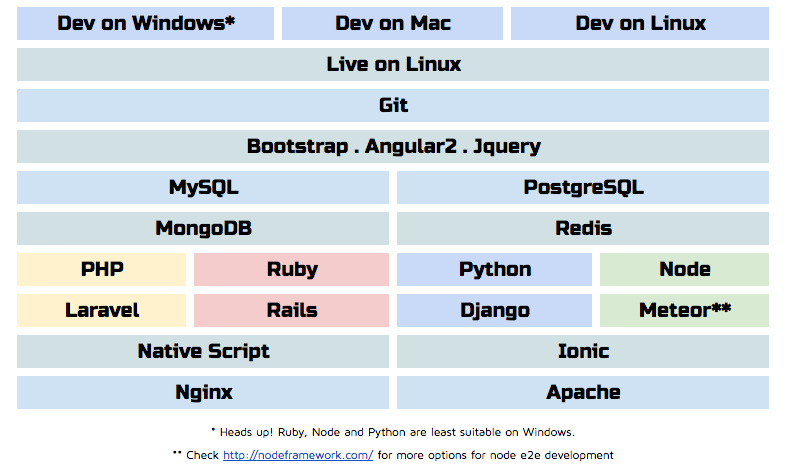 Dev on Windows* Dev on Mac Dev on Linux
Live on Linux
Git
Bootstrap . Angular2 . Jquery
MySQL PostgreSQL
MongoDB Redis
PHP Ruby Python Node
Laravel Rails Django Meteor**
Native Script Ionic
Nginx Apache
* Heads up! Ruby, Node and Python are least suitable on Windows.
** Check http://nodeframework.com/ for more options for node e2e development